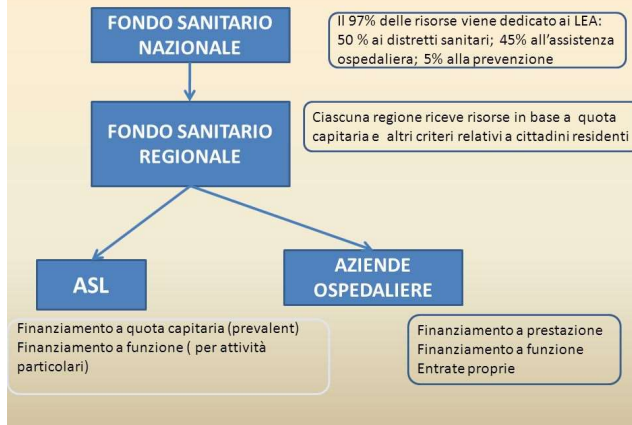 FONDO SANITARIO
NAZIONALE
Il 97% delle risorse viene dedicato ai LEA:
50 % ai distretti sanitari; 45% all'assistenza
ospedaliera; 5% alla prevenzione
FONDO SANITARIO
REGIONALE
Ciascuna regione riceve risorse in base a quota
capitaria e altri criteri relativi a cittadini residenti
ASL
AZIENDE
OSPEDALIERE
Finanziamento a quota capitaria (prevalent)
Finanziamento a funzione ( per attività
particolari)
Finanziamento a prestazione
Finanziamento a funzione
Entrate proprie